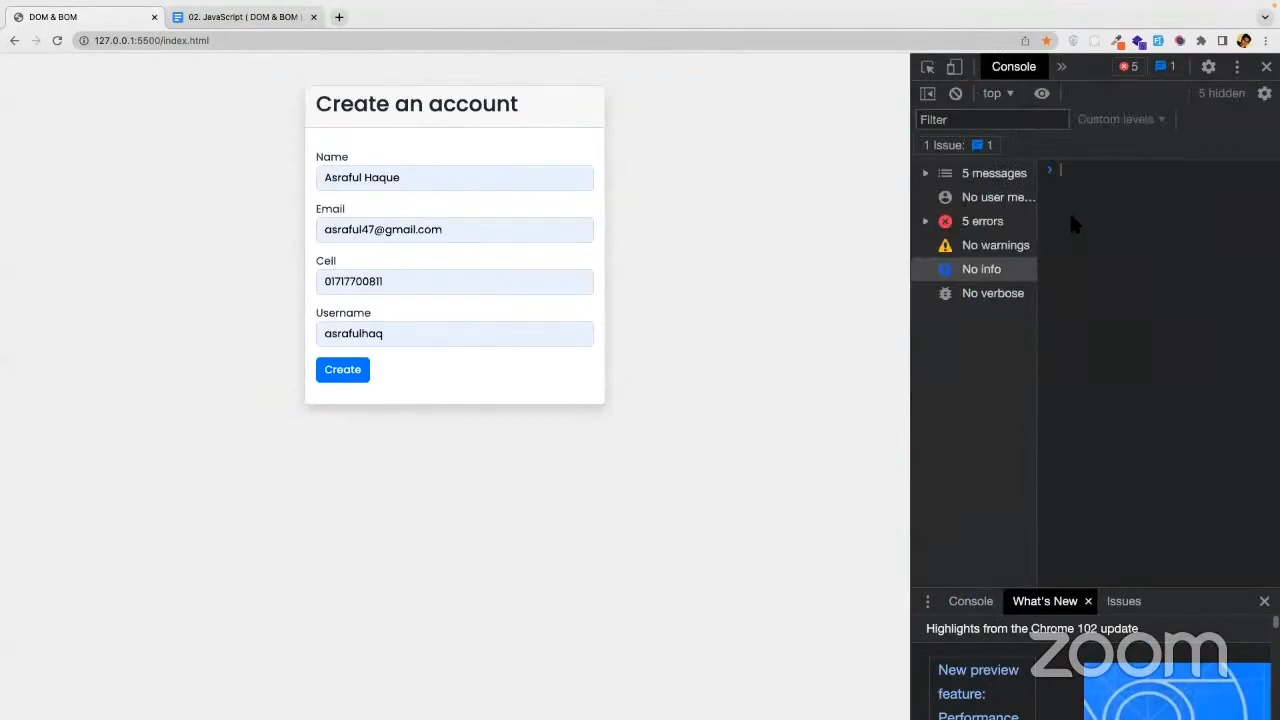 DOM & BOM
02. JavaScript ( DOM & BOM )
127.0.0.1:5500/index.html
Create an account
Name
Asraful Haque
Email
asraful47@gmail.com
Cell
01717700811
Username
asrafulhaq
Create
Console
5
1
top
5 hidden
Filter
Custom levels
1 Issue: 1
5 messages
No user me...
5 errors
No warnings
No info
No verbose
Console
What's New
Issues
Highlights from the Chrome 102 update
New preview
feature:
Performance
zoom